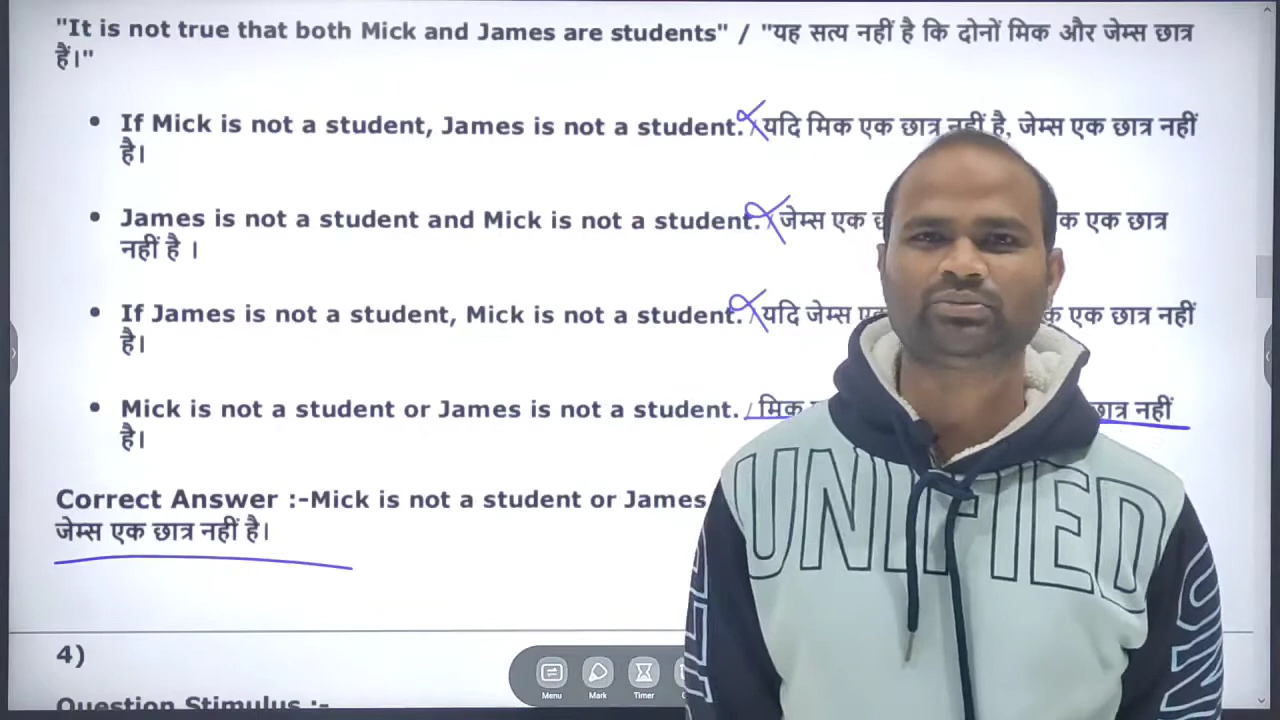 "It is not true that both Mick and James are students" / "यह सत्य नहीं है कि दोनों मिक और जेम्स छात्र
हैं।"
• If Mick is not a student, James is not a student. / यदि मिक एक छात्र नहीं है, जेम्स एक छात्र नहीं
है।
• James is not a student and Mick is not a student. / जेम्स एक एक छात्र
नहीं है ।
• If James is not a student, Mick is not a student. / यदि जेम्स एक छात्र नहीं
है।
• Mick is not a student or James is not a student. / मिक छात्र नहीं
है।
Correct Answer :-Mick is not a student or James
जेम्स एक छात्र नहीं है।
4)
Question Stimulus :-
Menu
Mark
Timer
UNIFIED